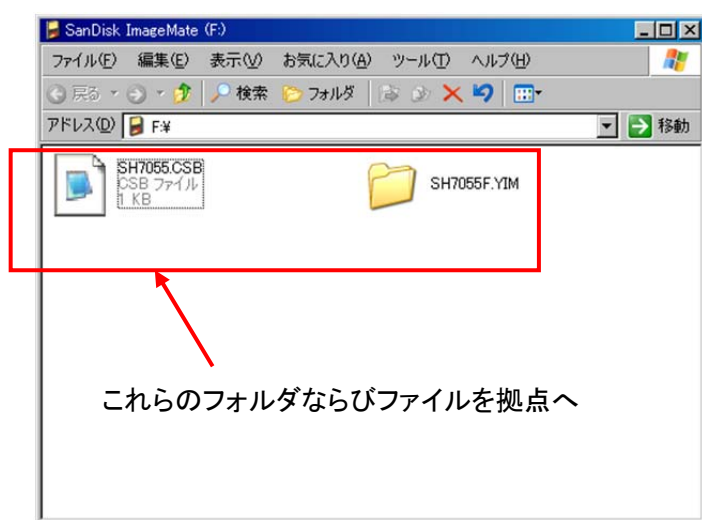 SanDisk ImageMate (F:)
ファイル(F) 編集(E) 表示(V) お気に入り(A) ツール(T) ヘルプ(H)
戻る 検索 フォルダ
アドレス(D) F:¥ 移動
SH7055.CSB
CSB ファイル
1 KB
SH7055F.YIM
これらのフォルダならびファイルを拠点へ